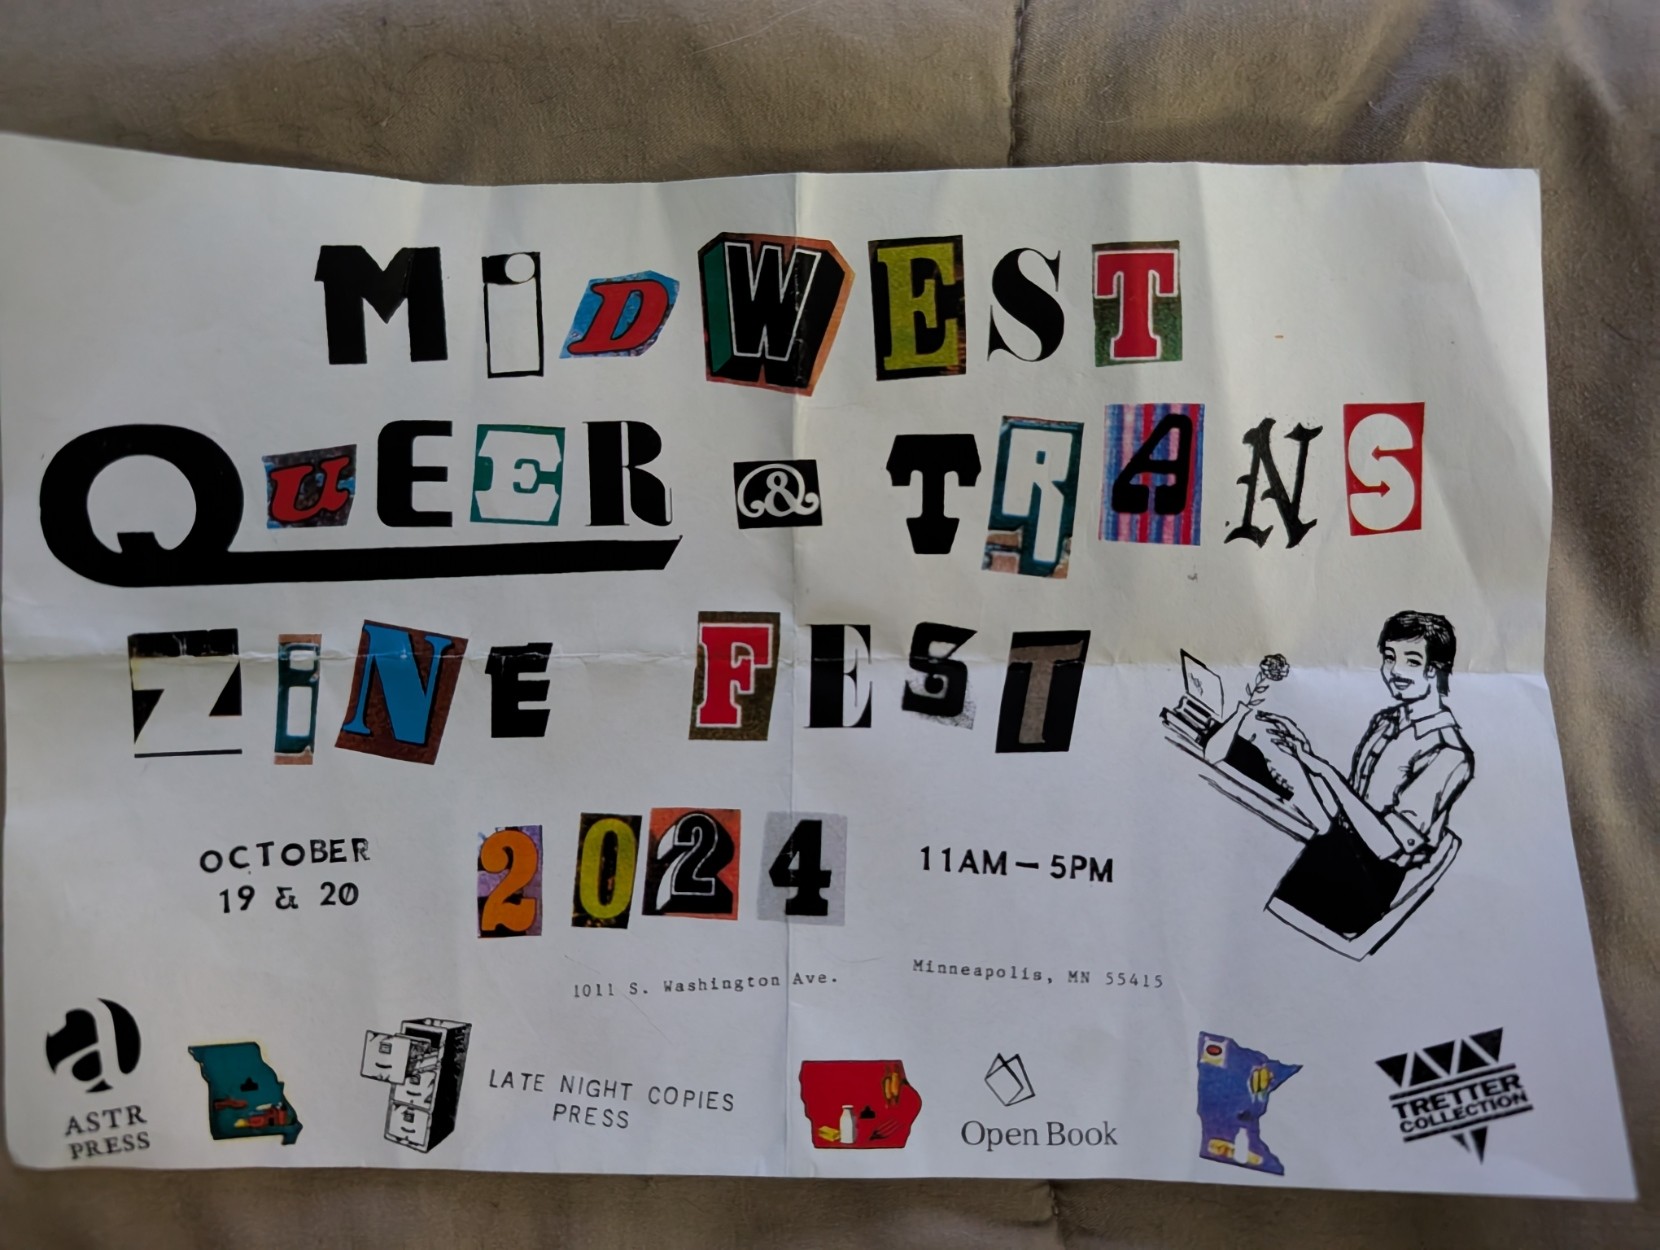 MiDWEST
QUEER & TRANS
ZiNE FEST
OCTOBER
19 & 20
2024
11AM — 5PM
1011 S. Washington Ave.
Minneapolis, MN 55415
a
ASTR
PRESS
LATE NIGHT COPIES
PRESS
Open Book
TRETTER
COLLECTION